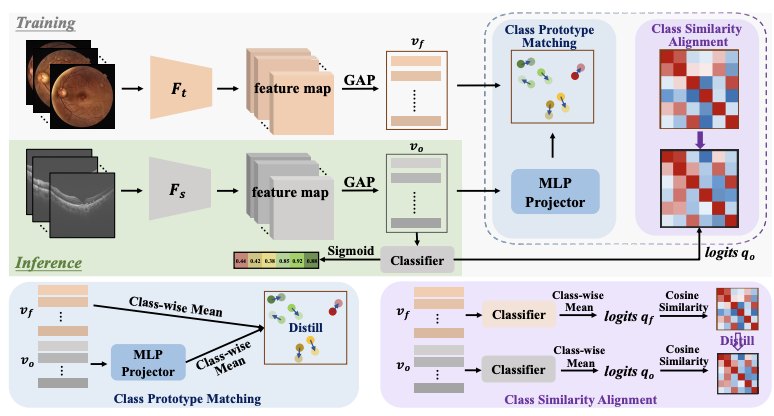 Training
F_t
feature map
GAP
v_f
Class Prototype
Matching
Class Similarity
Alignment
F_s
feature map
GAP
v_o
MLP
Projector
Inference
0.44 0.42 0.38 0.85 0.92 0.88
Sigmoid
Classifier
logits q_o
v_f
Class-wise Mean
Distill
v_o
MLP
Projector
Class-wise
Mean
Class Prototype Matching
v_f
Classifier
Class-wise
Mean
logits q_f
Cosine
Similarity
Distill
v_o
Classifier
Class-wise
Mean
logits q_o
Cosine
Similarity
Class Similarity Alignment